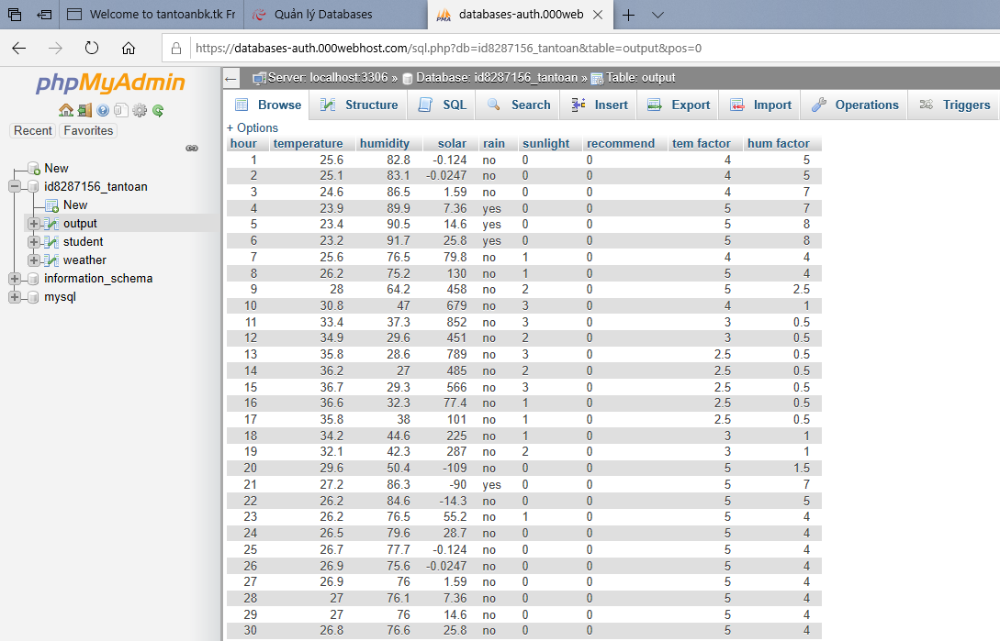 Welcome to tantoanbk.tk Fr
Quản lý Databases
databases-auth.000web
https://databases-auth.000webhost.com/sql.php?db=id8287156_tantoan&table=output&pos=0
phpMyAdmin
Recent Favorites
New
id8287156_tantoan
New
output
student
weather
information_schema
mysql
Server: localhost:3306 » Database: id8287156_tantoan » Table: output
Browse Structure SQL Search Insert Export Import Operations Triggers
+ Options
hour temperature humidity solar rain sunlight recommend tem factor hum factor
1 25.6 82.8 -0.124 no 0 0 4 5
2 25.1 83.1 -0.0247 no 0 0 4 5
3 24.6 86.5 1.59 no 0 0 4 7
4 23.9 89.9 7.36 yes 0 0 5 7
5 23.4 90.5 14.6 yes 0 0 5 8
6 23.2 91.7 25.8 yes 0 0 5 8
7 25.6 76.5 79.8 no 1 0 4 4
8 26.2 75.2 130 no 1 0 5 4
9 28 64.2 458 no 2 0 5 2.5
10 30.8 47 679 no 3 0 4 1
11 33.4 37.3 852 no 3 0 3 0.5
12 34.9 29.6 451 no 2 0 3 0.5
13 35.8 28.6 789 no 3 0 2.5 0.5
14 36.2 27 485 no 2 0 2.5 0.5
15 36.7 29.3 566 no 3 0 2.5 0.5
16 36.6 32.3 77.4 no 1 0 2.5 0.5
17 35.8 38 101 no 1 0 2.5 0.5
18 34.2 44.6 225 no 1 0 3 1
19 32.1 42.3 287 no 2 0 3 1
20 29.6 50.4 -109 no 0 0 5 1.5
21 27.2 86.3 -90 yes 0 0 5 7
22 26.2 84.6 -14.3 no 0 0 5 5
23 26.2 76.5 55.2 no 1 0 5 4
24 26.5 79.6 28.7 no 0 0 5 4
25 26.7 77.7 -0.124 no 0 0 5 4
26 26.9 75.6 -0.0247 no 0 0 5 4
27 26.9 76 1.59 no 0 0 5 4
28 27 76.1 7.36 no 0 0 5 4
29 27 76 14.6 no 0 0 5 4
30 26.8 76.6 25.8 no 0 0 5 4